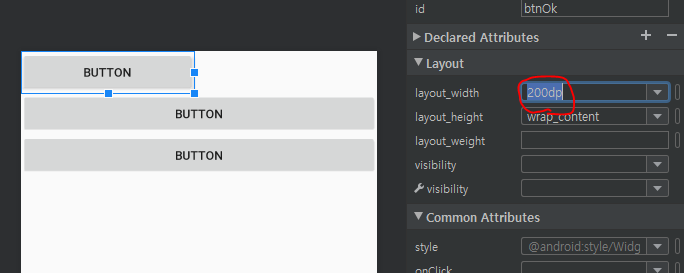 id btnOk
Declared Attributes
Layout
BUTTON
layout_width 200dp
BUTTON
layout_height wrap_content
layout_weight
BUTTON
visibility
visibility
Common Attributes
style @android:style/Widg
onClick